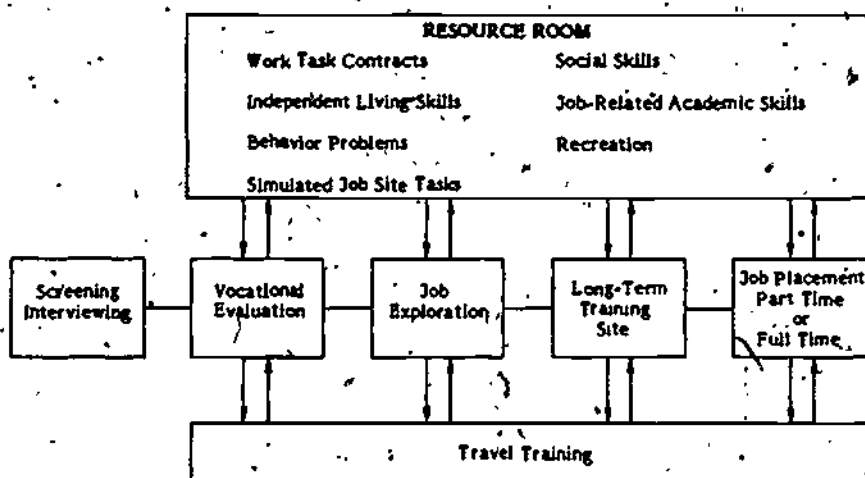 RESOURCE ROOM
Work Task Contracts
Social Skills
Independent Living Skills
Job-Related Academic Skills
Behavior Problems
Recreation
Simulated Job Site Tasks
Screening
Interviewing
Vocational
Evaluation
Job
Exploration
Long-Term
Training
Site
Job Placement
Part Time
or
Full Time
Travel Training